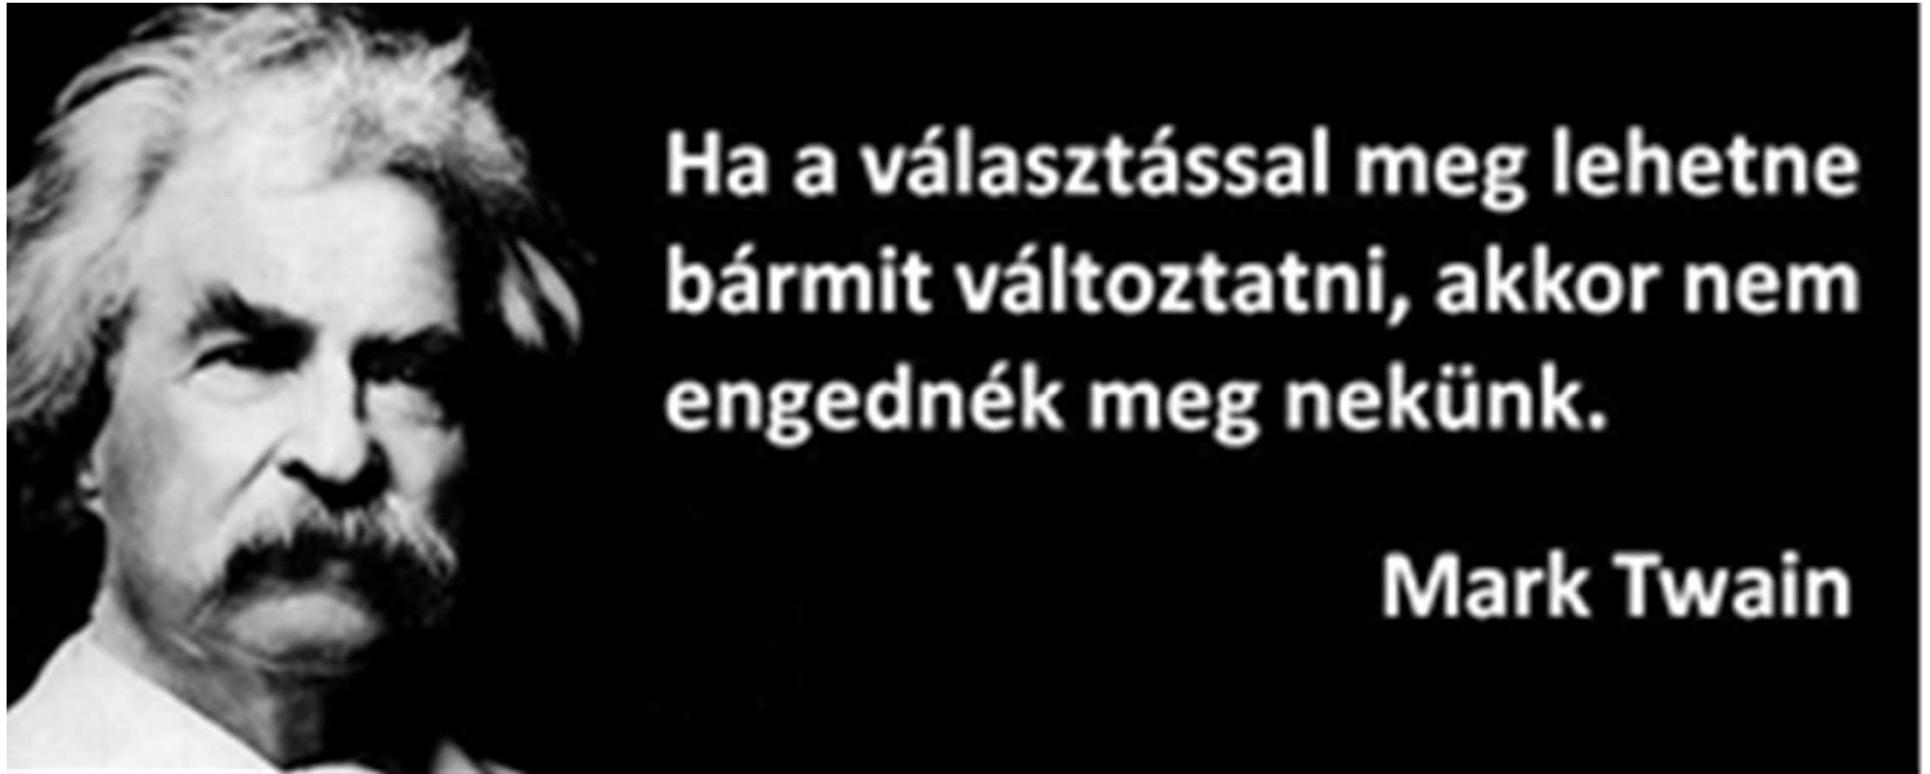 Ha a választással meg lehetne
bármit változtatni, akkor nem
engednék meg nekünk.
Mark Twain